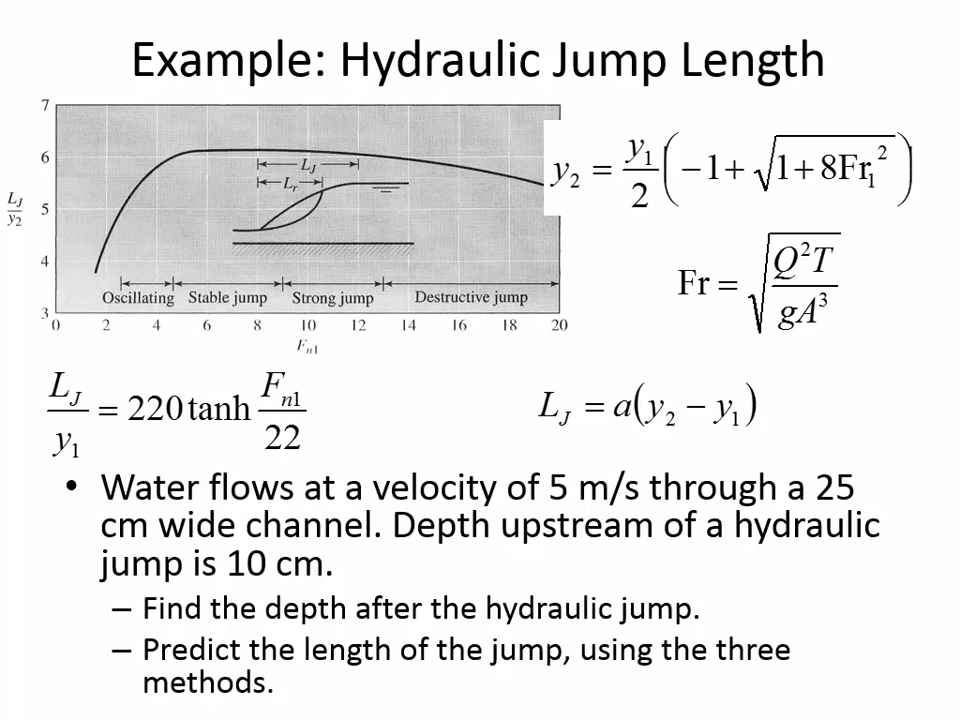 Example: Hydraulic Jump Length
7
6
5
4
3
L_J / y_2
L_J
L_r
Oscillating Stable jump Strong jump Destructive jump
0 2 4 6 8 10 12 14 16 18 20
F_n1
y_2 = y_1/2 ( −1 + √(1 + 8Fr_1^2) )
Fr = √(Q^2T / gA^3)
L_J / y_1 = 220 tanh F_n1 / 22
L_J = a(y_2 − y_1)
• Water flows at a velocity of 5 m/s through a 25
cm wide channel. Depth upstream of a hydraulic
jump is 10 cm.
– Find the depth after the hydraulic jump.
– Predict the length of the jump, using the three
methods.